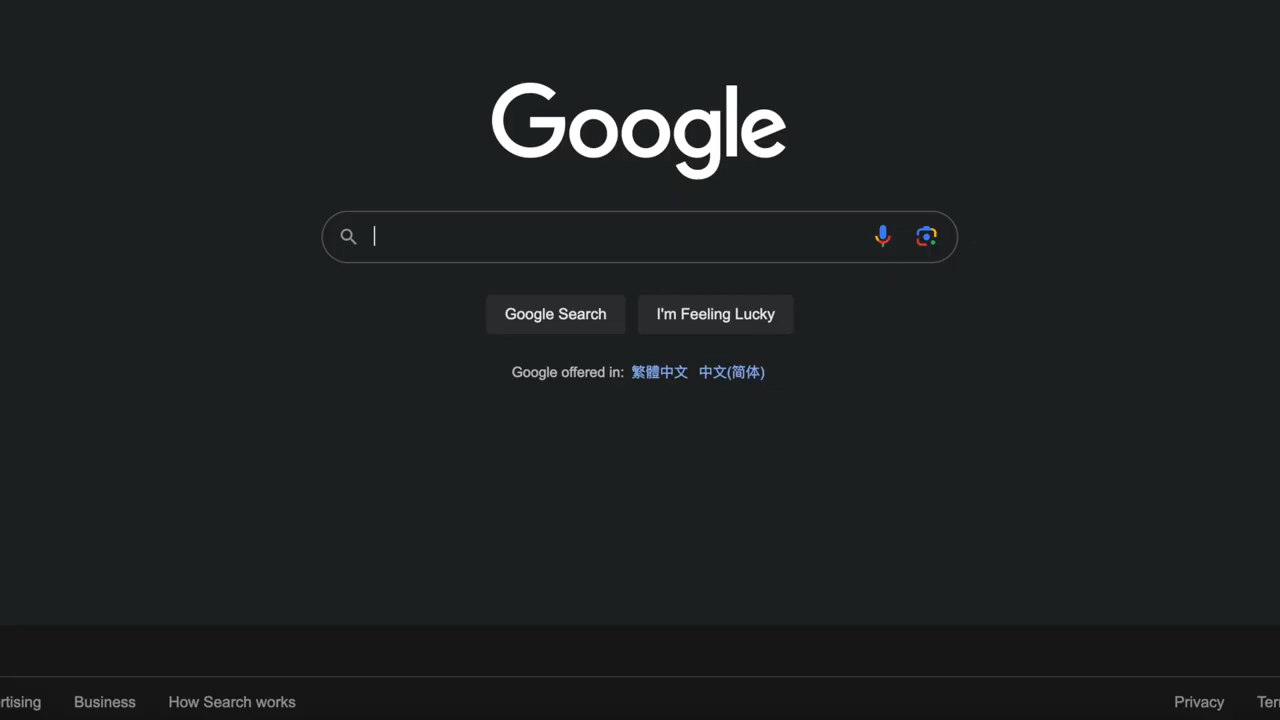 Google
Google Search I'm Feeling Lucky
Google offered in: 繁體中文 中文(简体)
rtising Business How Search works Privacy Ter